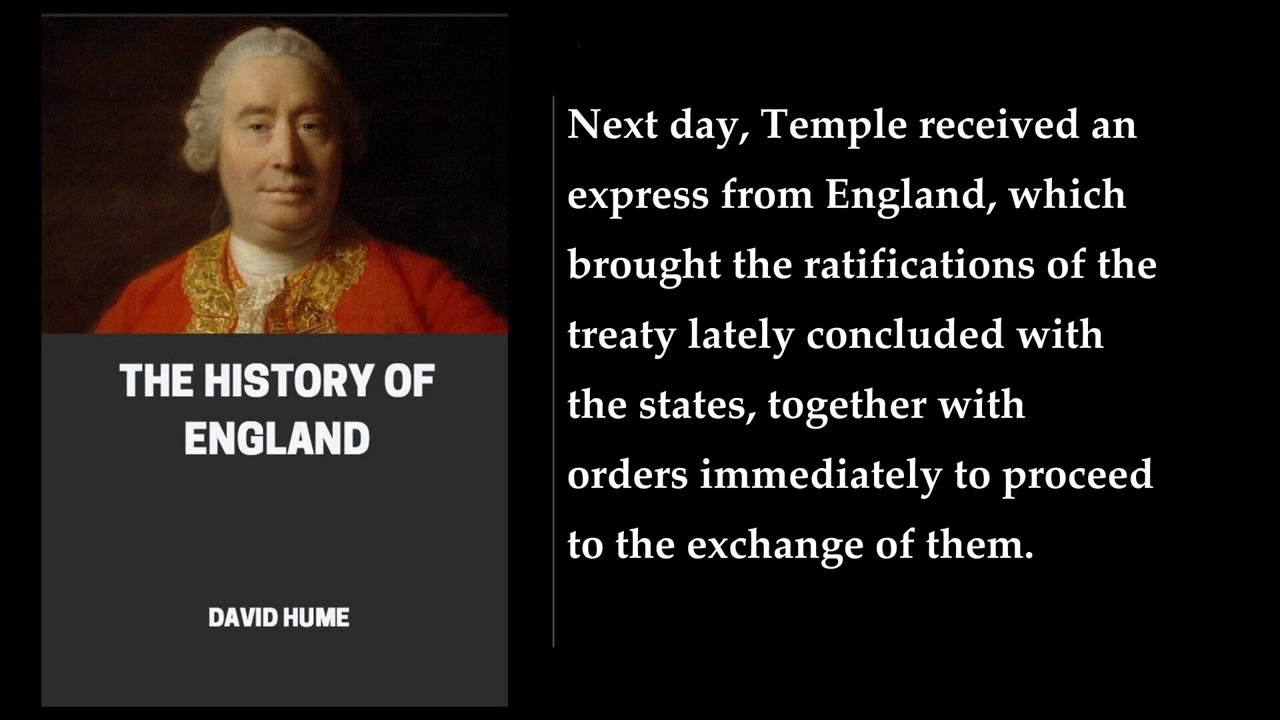 THE HISTORY OF
ENGLAND
DAVID HUME
Next day, Temple received an
express from England, which
brought the ratifications of the
treaty lately concluded with
the states, together with
orders immediately to proceed
to the exchange of them.